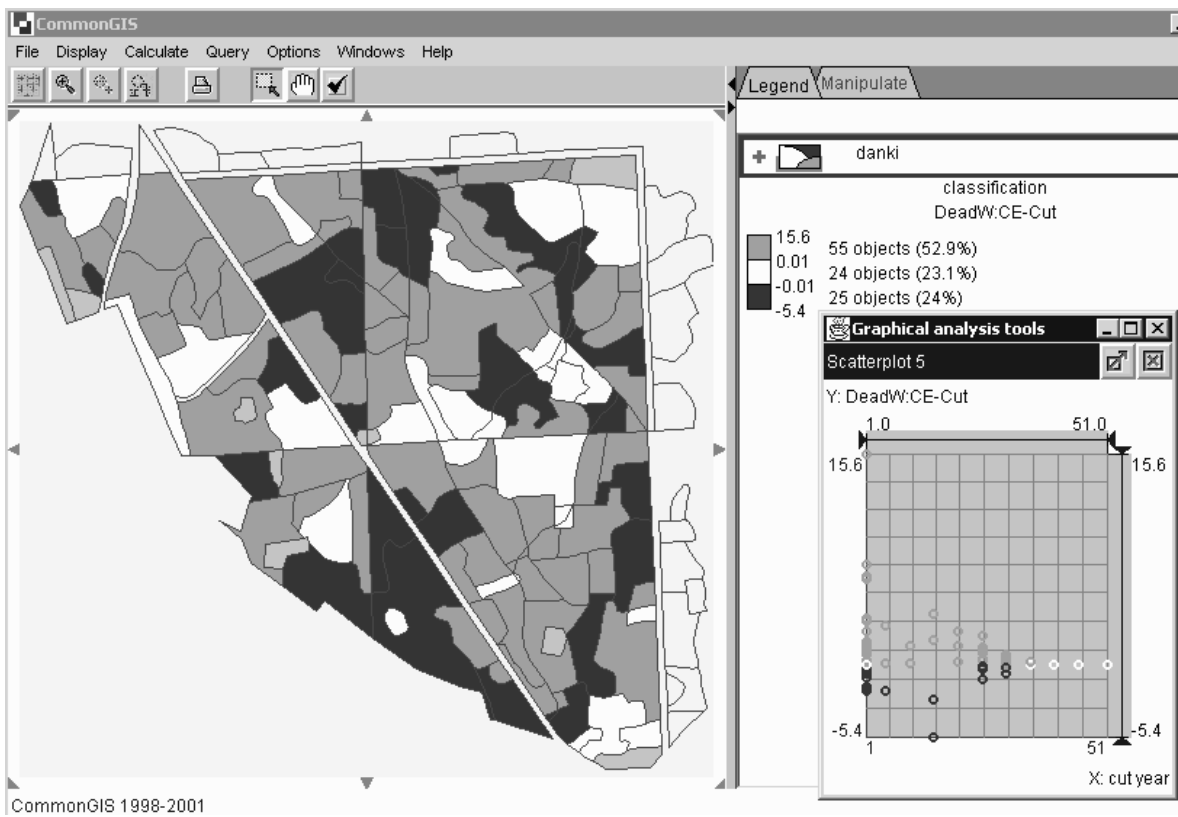 CommonGIS
File Display Calculate Query Options Windows Help
Legend Manipulate
danki
classification
DeadW:CE-Cut
15.6
0.01
-0.01
-5.4
55 objects (52.9%)
24 objects (23.1%)
25 objects (24%)
Graphical analysis tools
Scatterplot 5
Y: DeadW:CE-Cut
1.0 51.0
15.6 15.6
-5.4 -5.4
1 51
X: cut year
CommonGIS 1998-2001